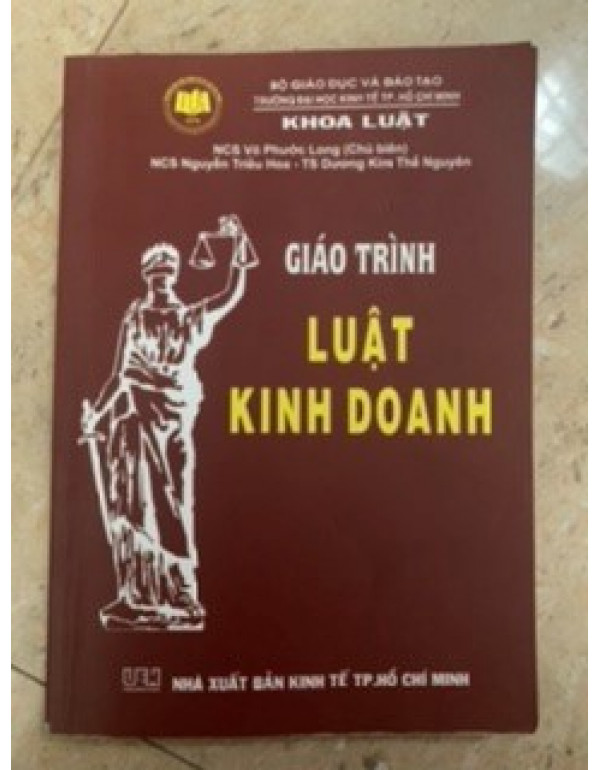 BỘ GIÁO DỤC VÀ ĐÀO TẠO
TRƯỜNG ĐẠI HỌC KINH TẾ TP. HỒ CHÍ MINH
KHOA LUẬT
NCS Võ Phước Long (Chủ biên)
NCS Nguyễn Triều Hoa - TS Dương Kim Thế Nguyên
GIÁO TRÌNH
LUẬT
KINH DOANH
UEH NHÀ XUẤT BẢN KINH TẾ TP.HỒ CHÍ MINH